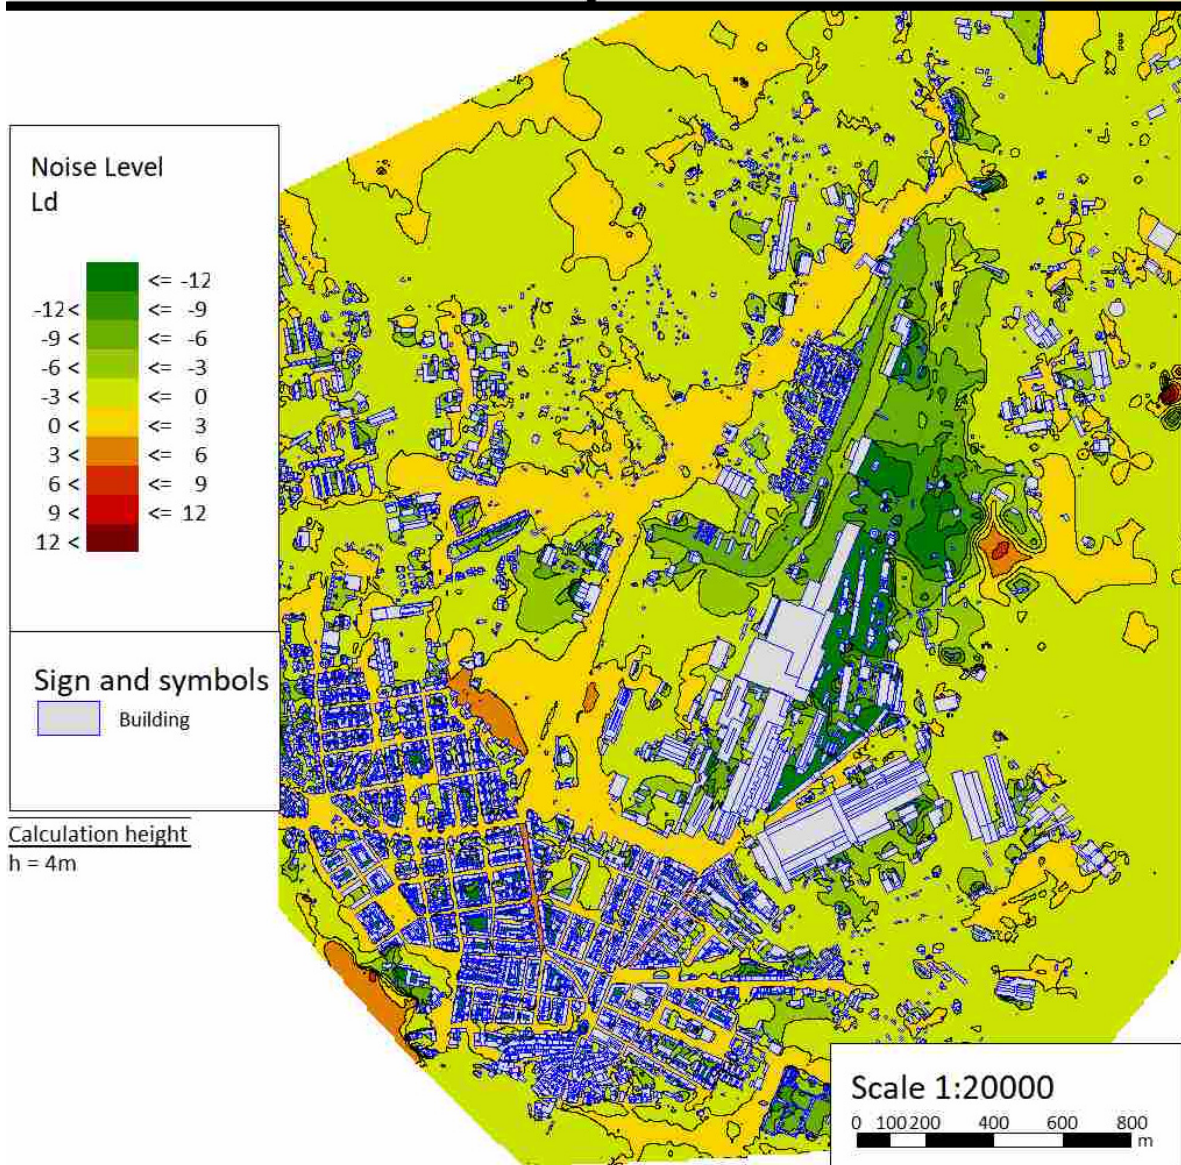 Noise Level
Ld
<= -12
-12 < <= -9
-9 < <= -6
-6 < <= -3
-3 < <= 0
0 < <= 3
3 < <= 6
6 < <= 9
9 < <= 12
12 <
Sign and symbols
Building
Calculation height
h = 4m
Scale 1:20000
0 100 200 400 600 800
m